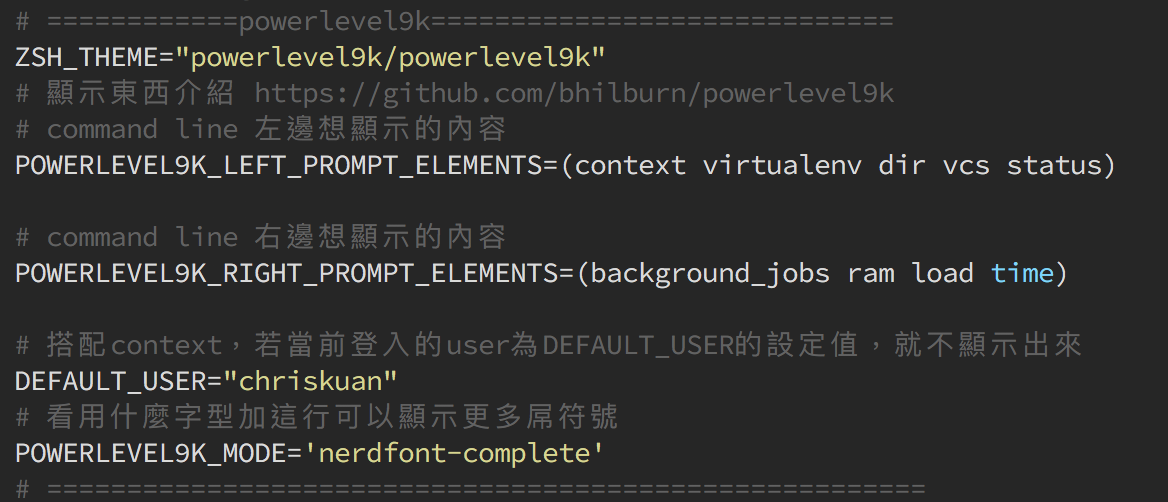 # ============powerlevel9k=============================
ZSH_THEME="powerlevel9k/powerlevel9k"
# 顯示東西介紹 https://github.com/bhilburn/powerlevel9k
# command line 左邊想顯示的內容
POWERLEVEL9K_LEFT_PROMPT_ELEMENTS=(context virtualenv dir vcs status)
# command line 右邊想顯示的內容
POWERLEVEL9K_RIGHT_PROMPT_ELEMENTS=(background_jobs ram load time)
# 搭配context，若當前登入的user為DEFAULT_USER的設定值，就不顯示出來
DEFAULT_USER="chriskuan"
# 看用什麼字型加這行可以顯示更多屌符號
POWERLEVEL9K_MODE='nerdfont-complete'
# =======================================================